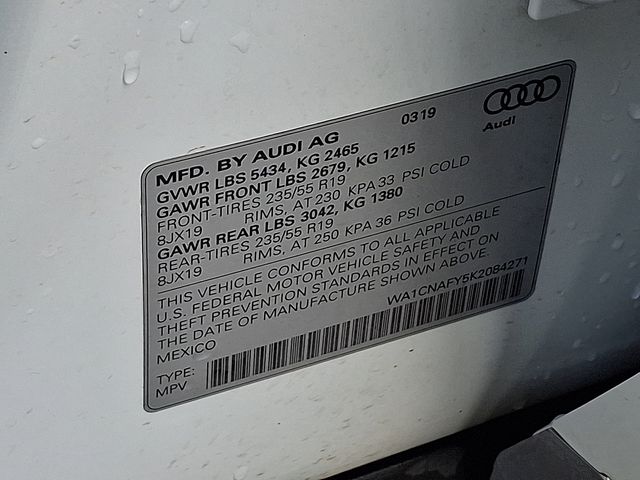 MFD. BY AUDI AG 0319 Audi
GVWR LBS 5434, KG 2465
GAWR FRONT LBS 2679, KG 1215
FRONT-TIRES 235/55 R19
8JX19 RIMS, AT 230 KPA 33 PSI COLD
GAWR REAR LBS 3042, KG 1380
REAR-TIRES 235/55 R19
8JX19 RIMS, AT 250 KPA 36 PSI COLD
THIS VEHICLE CONFORMS TO ALL APPLICABLE
U.S. FEDERAL MOTOR VEHICLE SAFETY AND
THEFT PREVENTION STANDARDS IN EFFECT ON
THE DATE OF MANUFACTURE SHOWN ABOVE.
MEXICO WA1CNAFY5K2084271
TYPE:
MPV